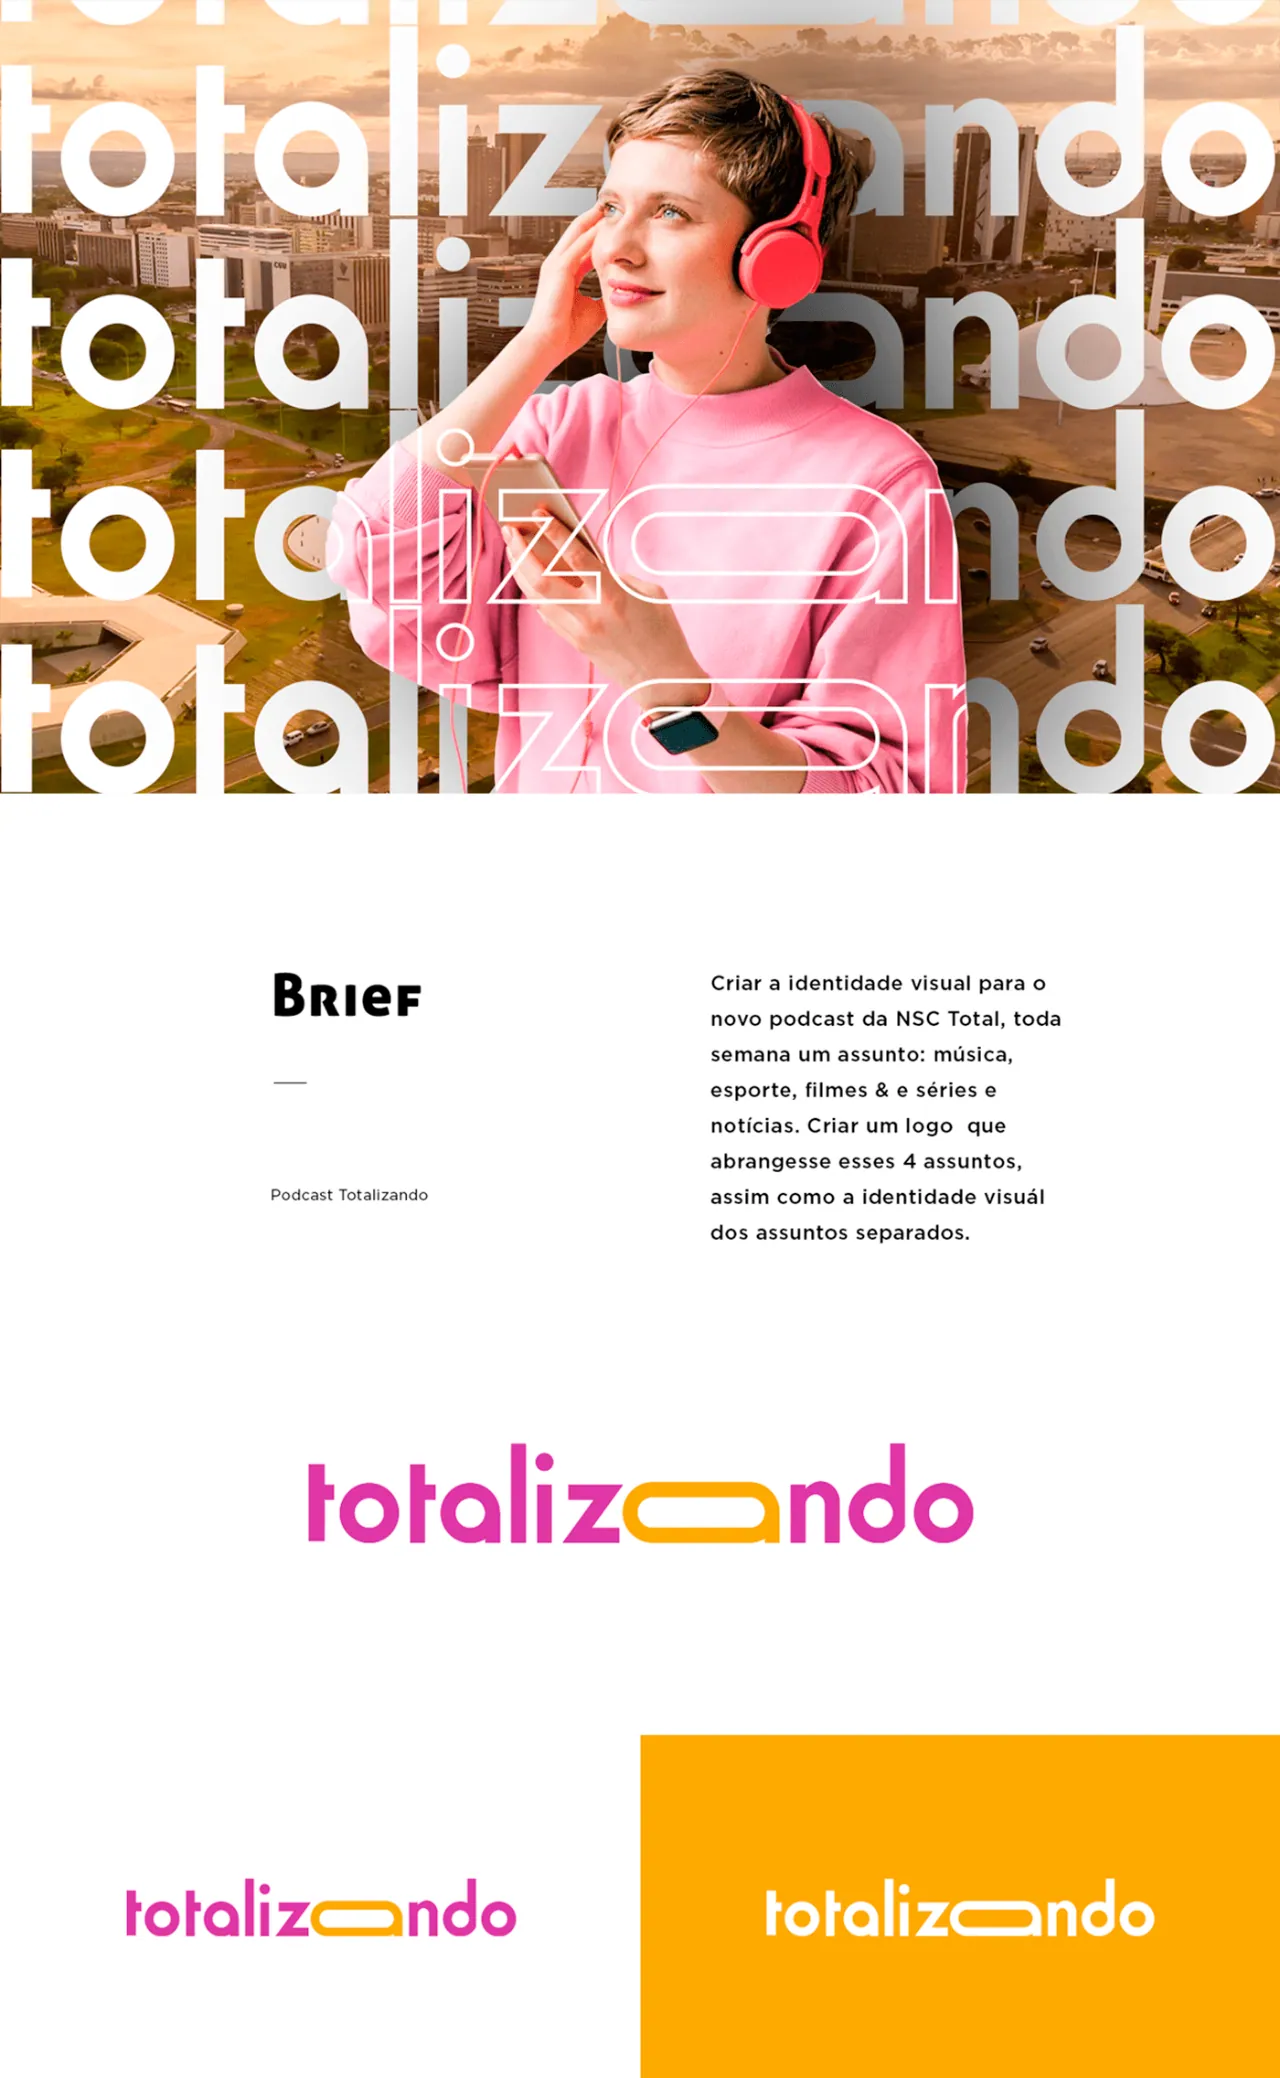 totalizando
totalizando
totalizando
totalizando
Brief
Podcast Totalizando
Criar a identidade visual para o
novo podcast da NSC Total, toda
semana um assunto: música,
esporte, filmes & e séries e
notícias. Criar um logo que
abrangesse esses 4 assuntos,
assim como a identidade visuál
dos assuntos separados.
totalizando
totalizando
totalizando